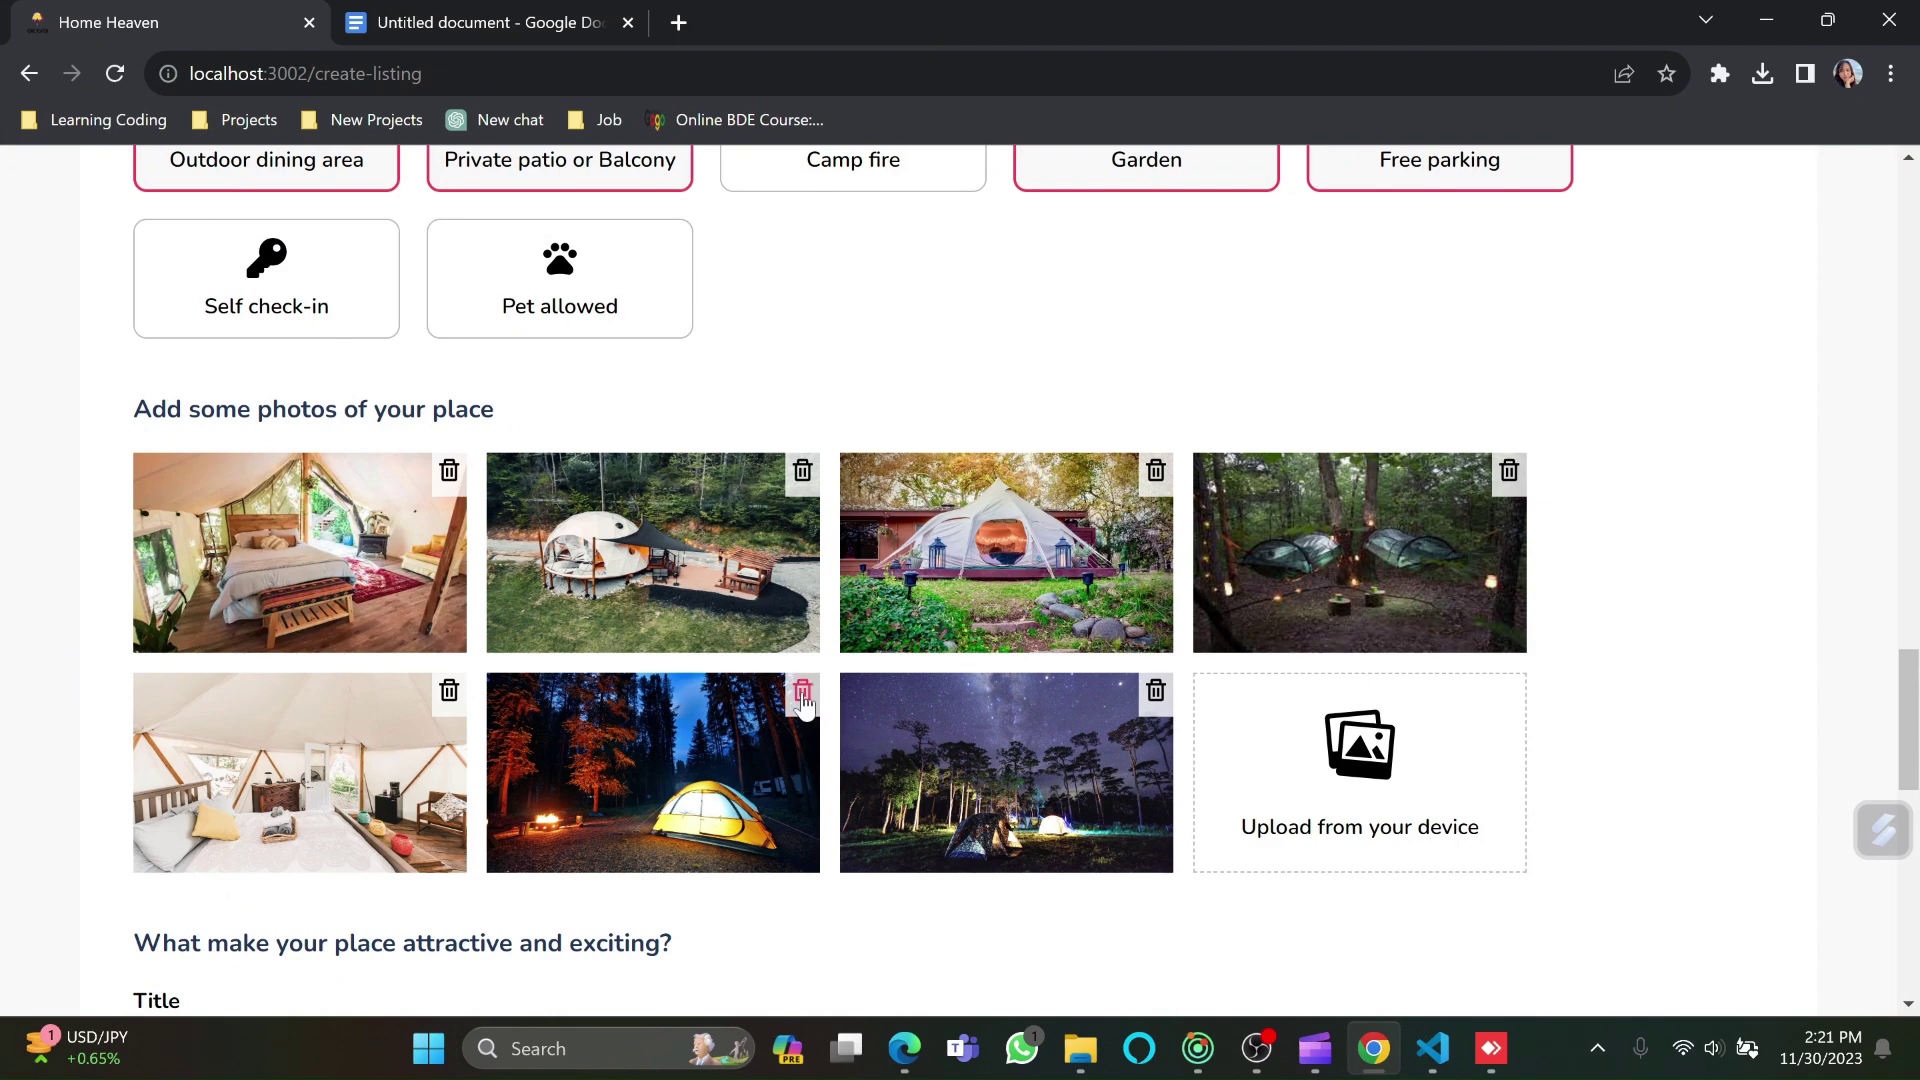 Home Heaven
Untitled document - Google Do
localhost:3002/create-listing
Learning Coding
Projects
New Projects
New chat
Job
Online BDE Course:...
Outdoor dining area
Private patio or Balcony
Camp fire
Garden
Free parking
Self check-in
Pet allowed
Add some photos of your place
Upload from your device
What make your place attractive and exciting?
Title
1
USD/JPY
+0.65%
Search
PRE
1
2:21 PM
11/30/2023